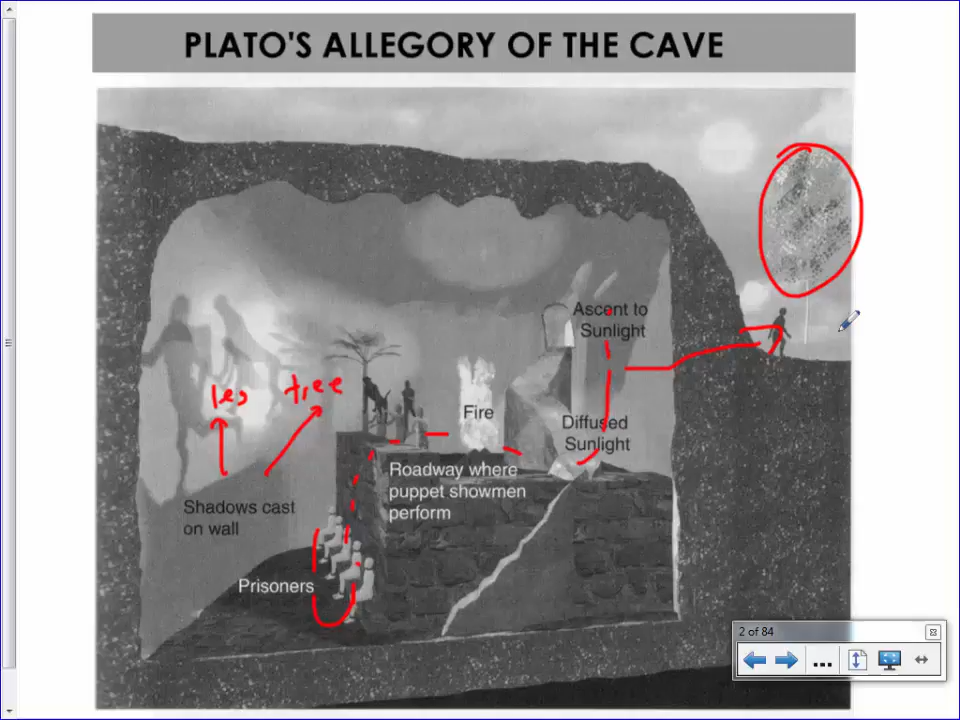 PLATO'S ALLEGORY OF THE CAVE
Ascent to
Sunlight
tree
Fire
Diffused
Sunlight
Roadway where
puppet showmen
perform
Shadows cast
on wall
Prisoners
2 of 84
...